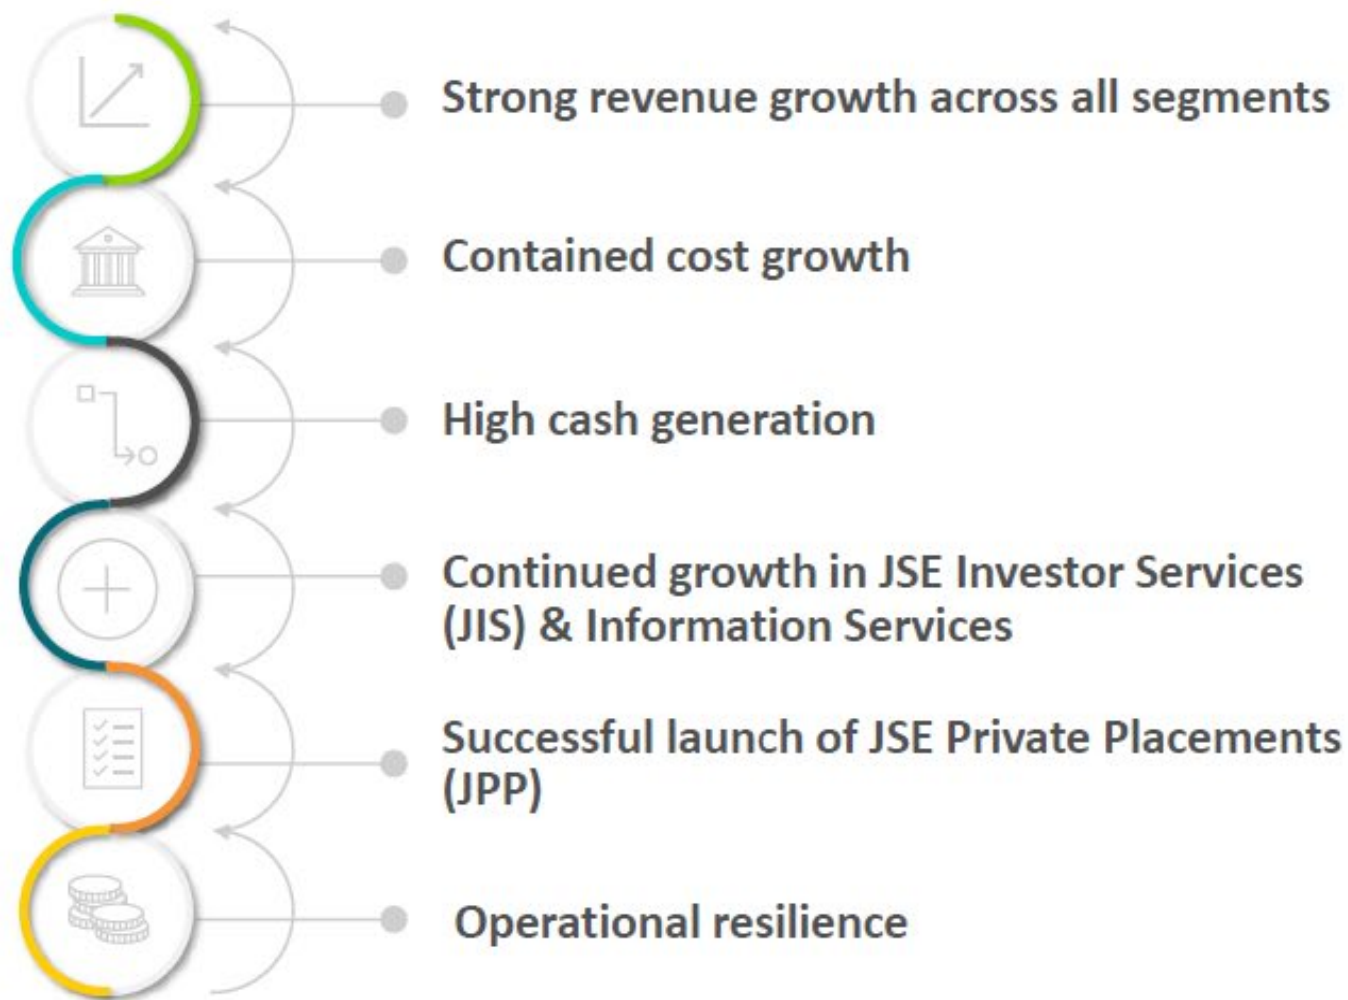 Strong revenue growth across all segments
Contained cost growth
High cash generation
Continued growth in JSE Investor Services
(JIS) & Information Services
Successful launch of JSE Private Placements
(JPP)
Operational resilience